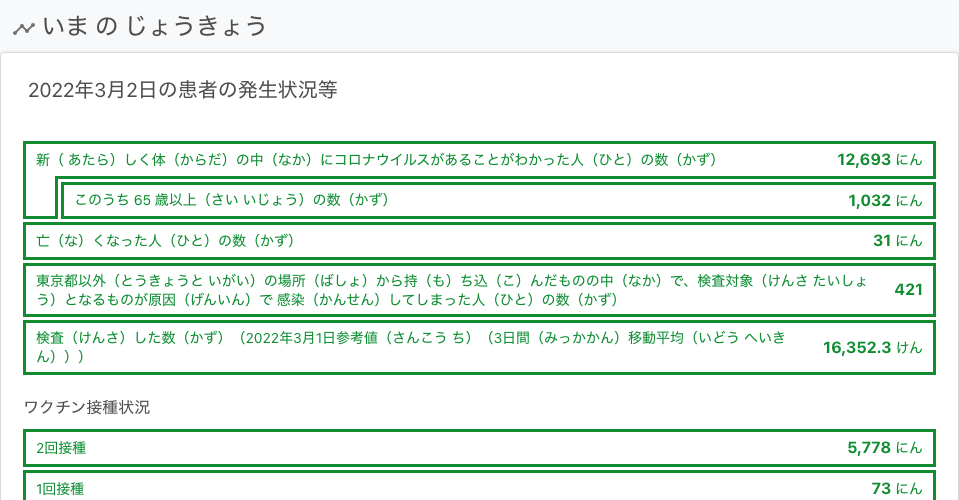 いま の じょうきょう
2022年3月2日の患者の発生状況等
新（ あたら）しく体（からだ）の中（なか）にコロナウイルスがあることがわかった人（ひと）の数（かず） 12,693 にん
このうち 65 歳以上（さい いじょう）の数（かず） 1,032 にん
亡（な）くなった人（ひと）の数（かず） 31 にん
東京都以外（とうきょうと いがい）の場所（ばしょ）から持（も）ち込（こ）んだものの中（なか）で、検査対象（けんさ たいしょ
う）となるものが原因（げんいん）で 感染（かんせん）してしまった人（ひと）の数（かず） 421
検査（けんさ）した数（かず）（2022年3月1日参考値（さんこう ち）（3日間（みっかかん）移動平均（いどう へいき
ん））） 16,352.3 けん
ワクチン接種状況
2回接種 5,778 にん
1回接種 73 にん